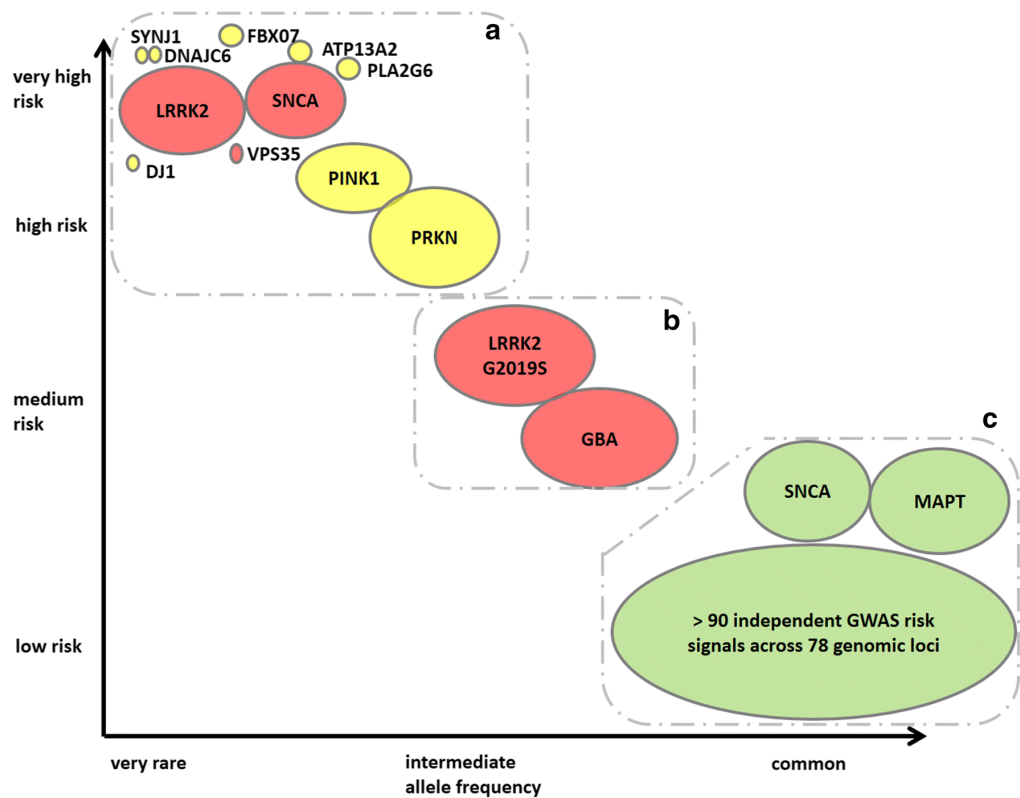 a
SYNJ1
FBX07
DNAJC6
ATP13A2
PLA2G6
very high
risk
LRRK2
SNCA
VPS35
DJ1
PINK1
high risk
PRKN
b
LRRK2
G2019S
medium
risk
GBA
c
SNCA
MAPT
> 90 independent GWAS risk
signals across 78 genomic loci
low risk
very rare
intermediate
allele frequency
common